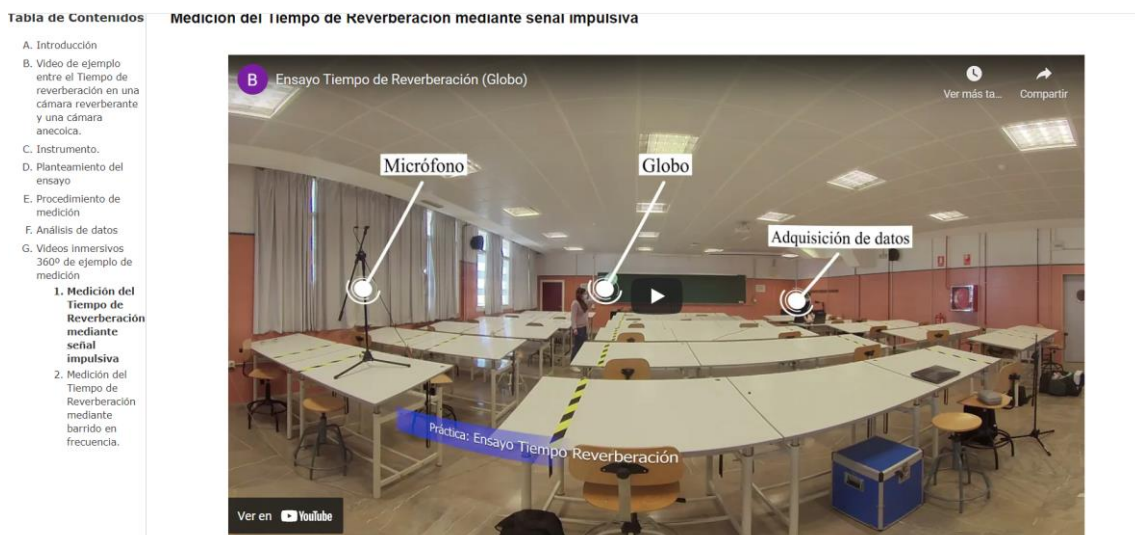 Tabla de Contenidos
A. Introducción
B. Video de ejemplo
entre el Tiempo de
reverberación en una
cámara reverberante
y una cámara
anecoica.
C. Instrumento.
D. Planteamiento del
ensayo
E. Procedimiento de
medición
F. Análisis de datos
G. Videos inmersivos
360º de ejemplo de
medición
1. Medición del
Tiempo de
Reverberación
mediante
señal
impulsiva
2. Medición del
Tiempo de
Reverberación
mediante
barrido en
frecuencia.
Medición del Tiempo de Reverberación mediante señal impulsiva
B
Ensayo Tiempo de Reverberación (Globo)
Ver más ta...
Compartir
Micrófono
Globo
Adquisición de datos
Práctica: Ensayo Tiempo Reverberación
Ver en YouTube